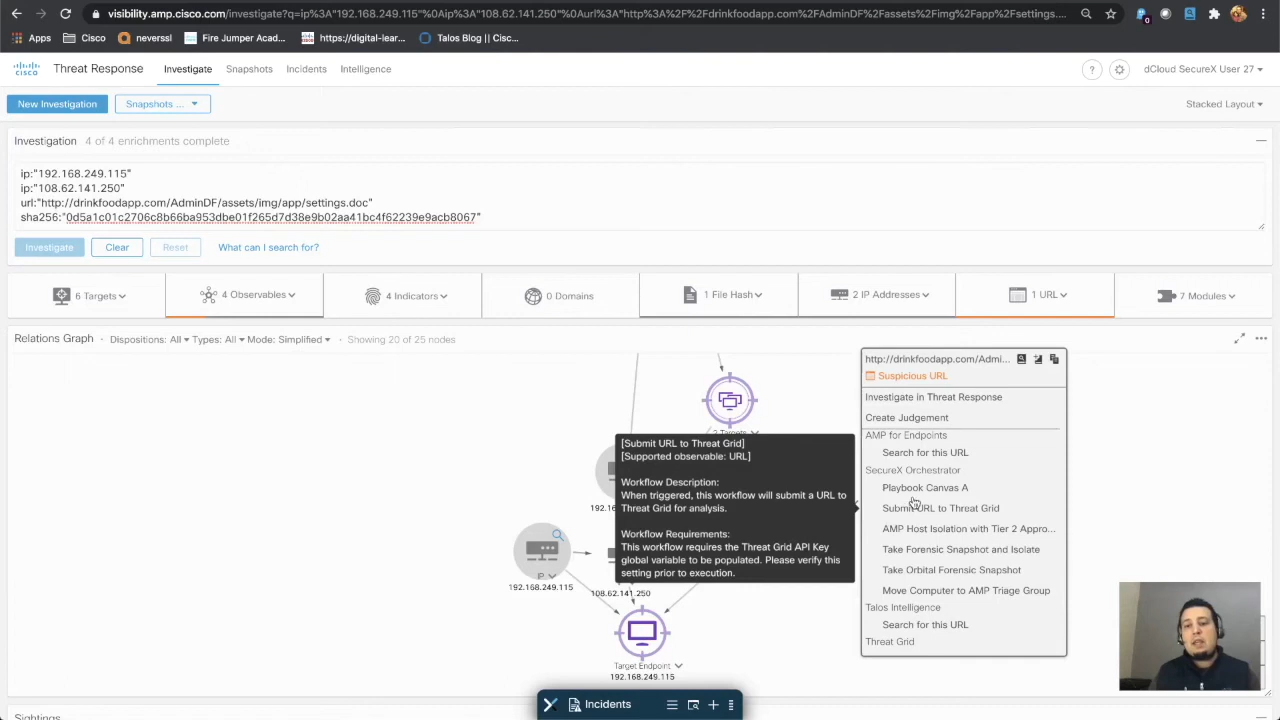 visibility.amp.cisco.com/investigate?q=ip%3A"192.168.249.115"%0Aip%3A"108.62.141.250"%0Aurl%3A"http%3A%2F%2Fdrinkfoodapp.com%2FAdminDF%2Fassets%2Fimg%2Fapp%2Fsettings....
Apps
Cisco
neverssl
Fire Jumper Acad...
https://digital-lear...
Talos Blog || Cisc...
cisco
Threat Response
Investigate
Snapshots
Incidents
Intelligence
?
dCloud SecureX User 27
New Investigation
Snapshots ...
Stacked Layout
Investigation 4 of 4 enrichments complete
ip:"192.168.249.115"
ip:"108.62.141.250"
url:"http://drinkfoodapp.com/AdminDF/assets/img/app/settings.doc"
sha256:"0d5a1c01c2706c8b66ba953dbe01f265d7d38e9b02aa41bc4f62239e9acb8067"
Investigate
Clear
Reset
What can I search for?
6 Targets
4 Observables
4 Indicators
0 Domains
1 File Hash
2 IP Addresses
1 URL
7 Modules
Relations Graph · Dispositions: All Types: All Mode: Simplified · Showing 20 of 25 nodes
2 Targets
192.16
IP
192.168.249.115
108.62.141.250
Target Endpoint
192.168.249.115
[Submit URL to Threat Grid]
[Supported observable: URL]
Workflow Description:
When triggered, this workflow will submit a URL to
Threat Grid for analysis.
Workflow Requirements:
This workflow requires the Threat Grid API Key
global variable to be populated. Please verify this
setting prior to execution.
http://drinkfoodapp.com/Admi...
Suspicious URL
Investigate in Threat Response
Create Judgement
AMP for Endpoints
Search for this URL
SecureX Orchestrator
Playbook Canvas A
Submit URL to Threat Grid
AMP Host Isolation with Tier 2 Appro...
Take Forensic Snapshot and Isolate
Take Orbital Forensic Snapshot
Move Computer to AMP Triage Group
Talos Intelligence
Search for this URL
Threat Grid
Incidents
Sightings